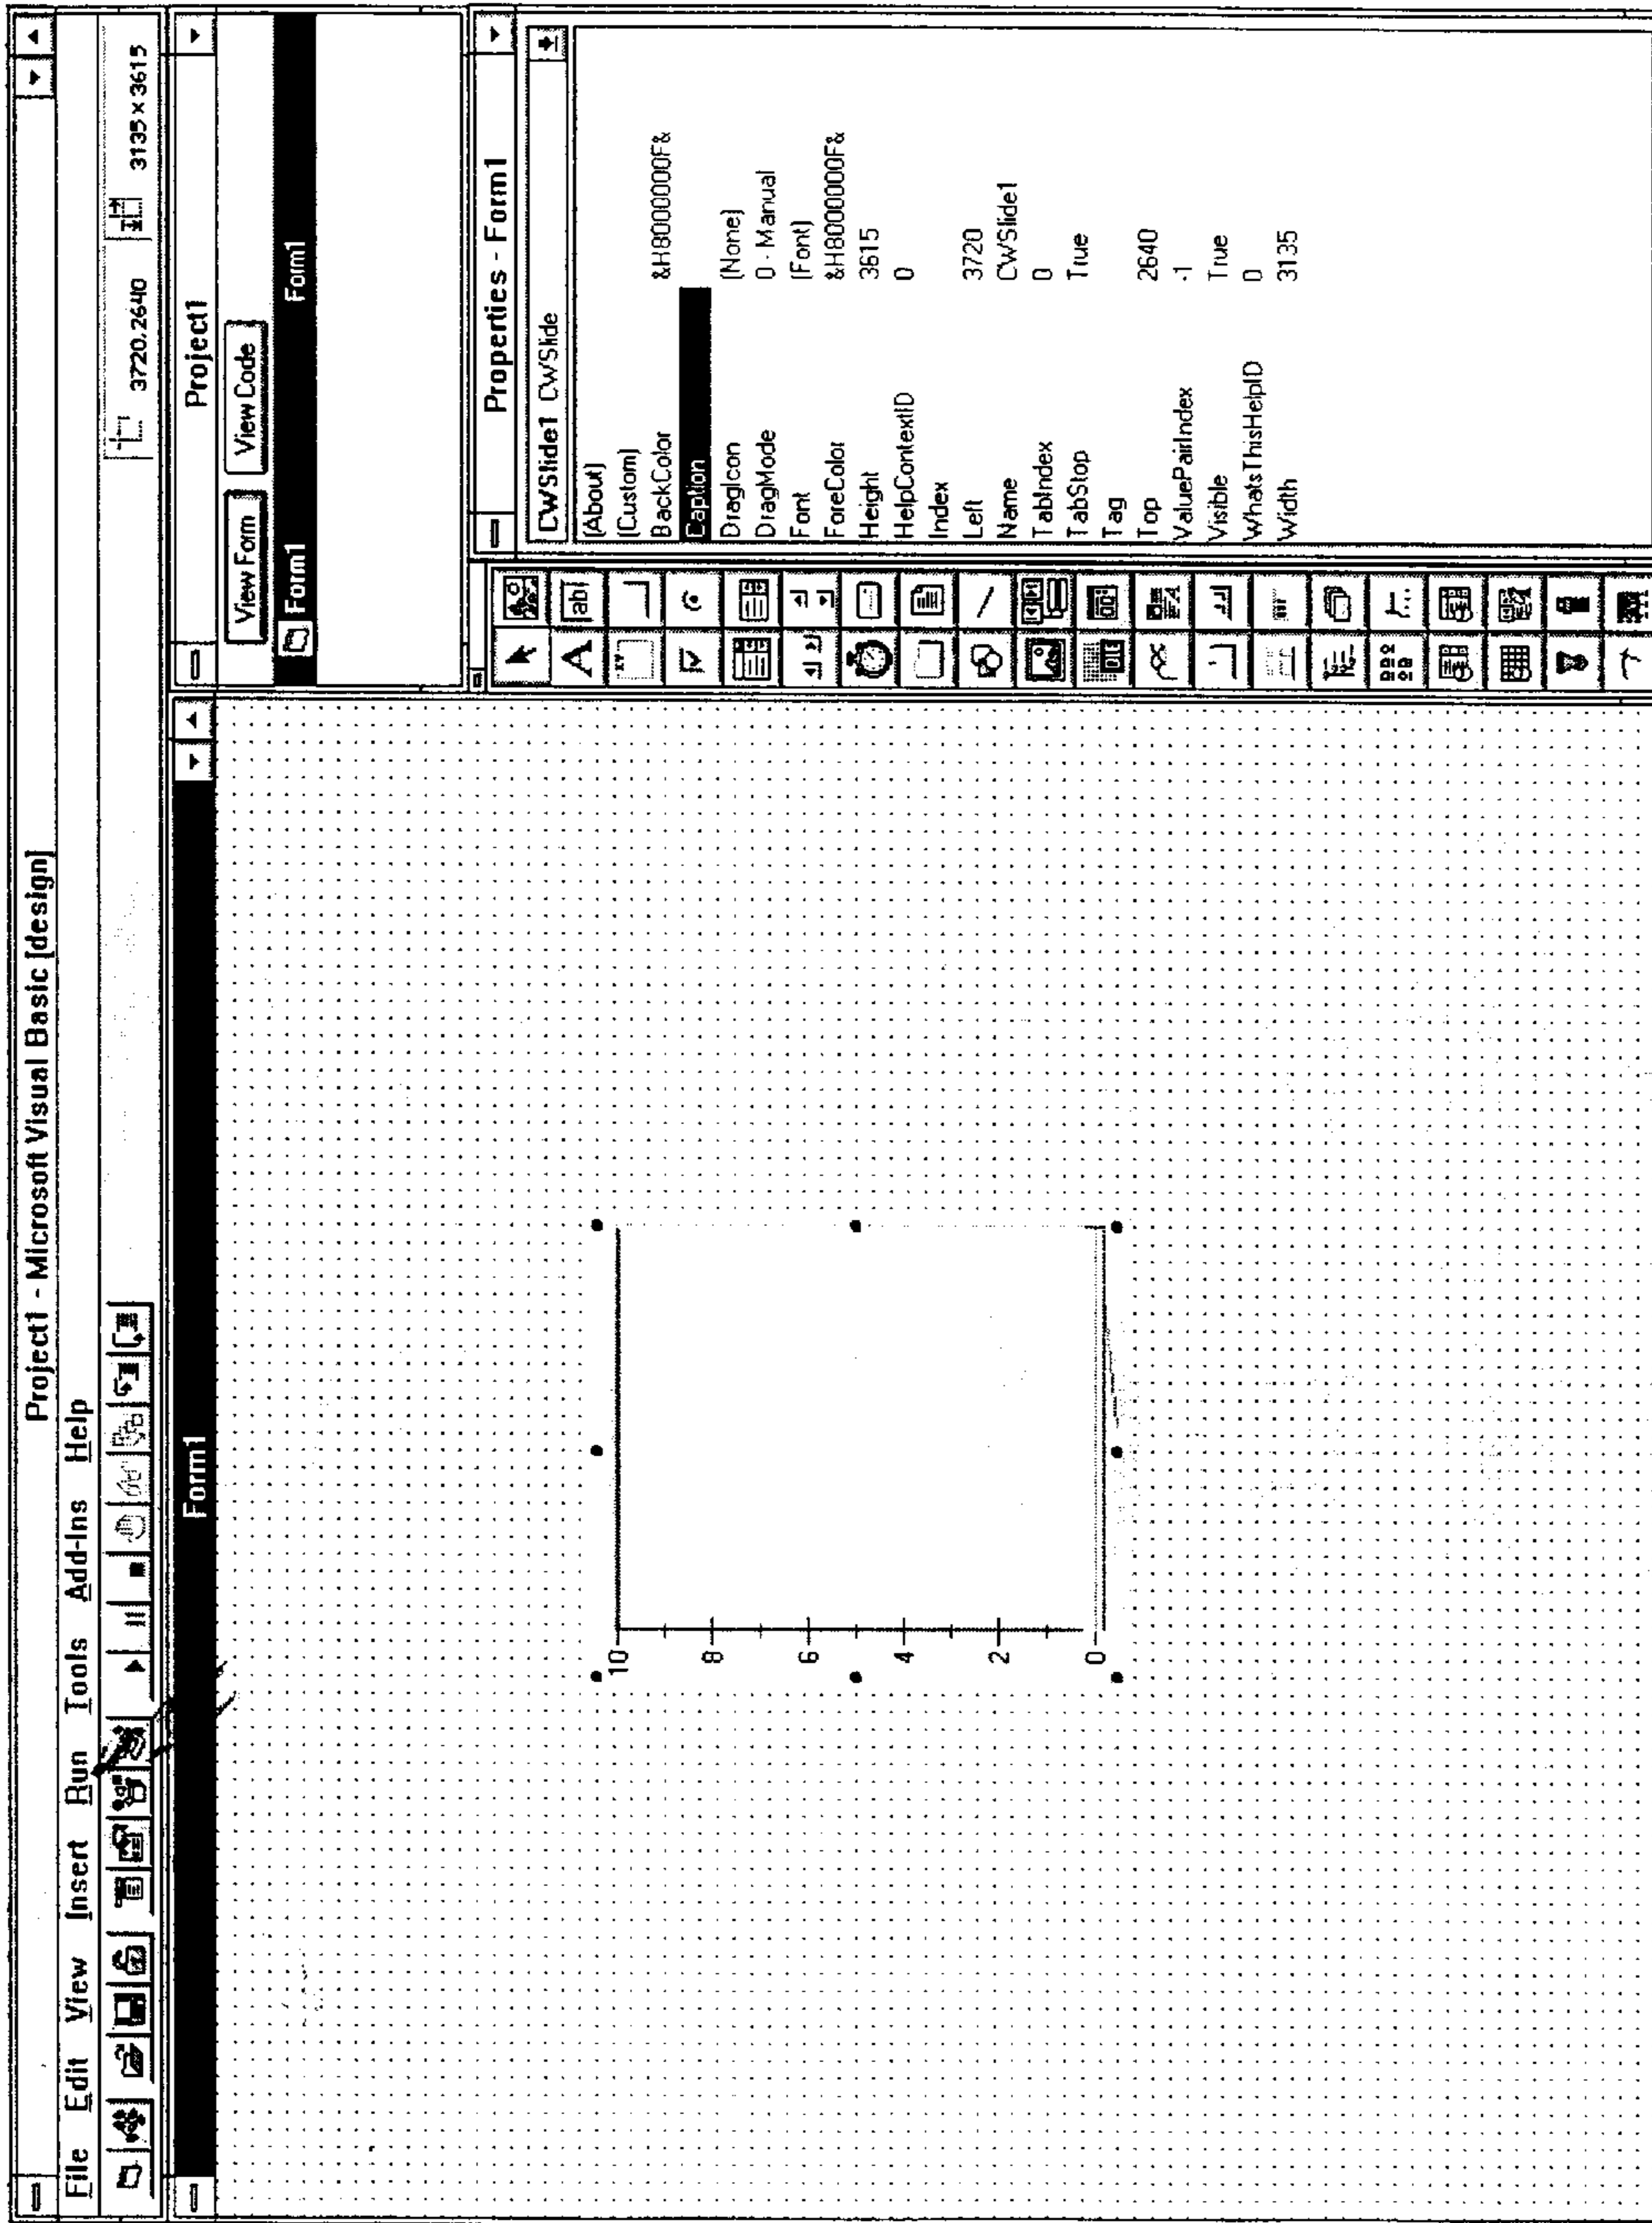 Project1 - Microsoft Visual Basic [design]
File Edit View Insert Run Tools Add-Ins Help
3720,2640 3135 × 3615
Form1
10
8
6
4
2
0
Project1
View Form View Code
Form1 Form1
A ab
Properties - Form1
CWSlide1 CWSlide
(About)
(Custom)
BackColor &H8000000F&
Caption
DragIcon (None)
DragMode 0 - Manual
Font (Font)
ForeColor &H8000000F&
Height 3615
HelpContextID 0
Index
Left 3720
Name CWSlide1
TabIndex 0
TabStop True
Tag
Top 2640
ValuePairIndex -1
Visible True
WhatsThisHelpID 0
Width 3135